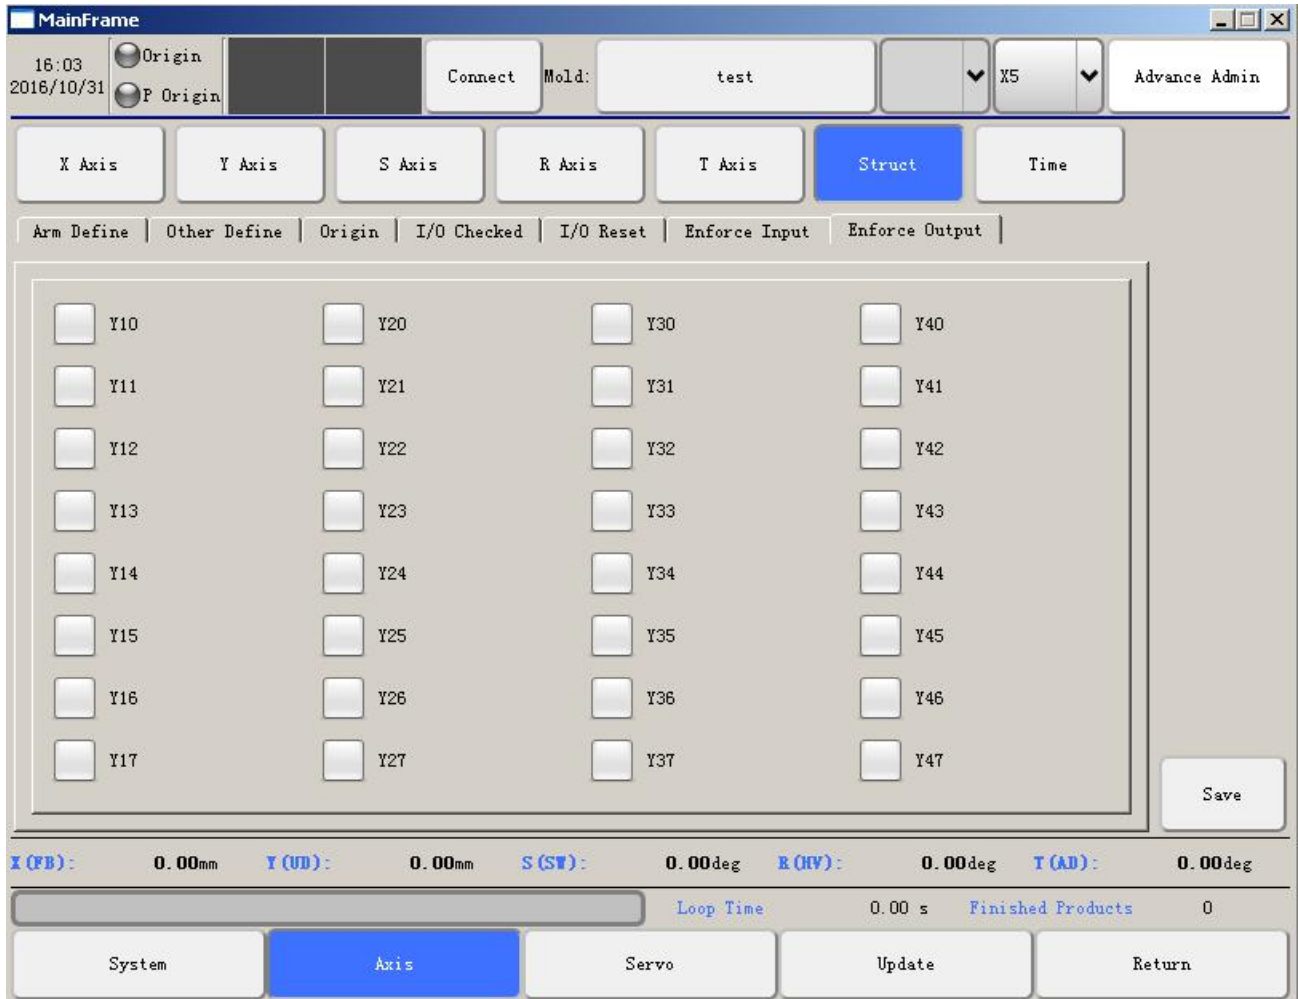 MainFrame
16:03
2016/10/31
Origin
P Origin
Connect
Mold:
test
X5
Advance Admin
X Axis
Y Axis
S Axis
R Axis
T Axis
Struct
Time
Arm Define
Other Define
Origin
I/O Checked
I/O Reset
Enforce Input
Enforce Output
Y10
Y20
Y30
Y40
Y11
Y21
Y31
Y41
Y12
Y22
Y32
Y42
Y13
Y23
Y33
Y43
Y14
Y24
Y34
Y44
Y15
Y25
Y35
Y45
Y16
Y26
Y36
Y46
Y17
Y27
Y37
Y47
Save
X(FB): 0.00mm Y(UD): 0.00mm S(SW): 0.00deg R(HV): 0.00deg T(AD): 0.00deg
Loop Time 0.00 s Finished Products 0
System
Axis
Servo
Update
Return